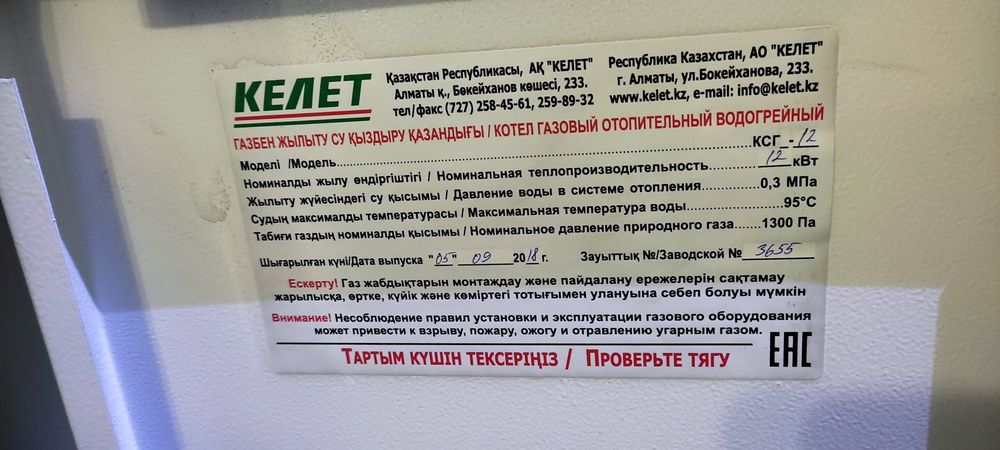 КЕЛЕТ
Қазақстан Республикасы, АҚ "КЕЛЕТ"
Алматы қ., Бөкейханов көшесі, 233.
тел/факс (727) 258-45-61, 259-89-32
Республика Казахстан, АО "КЕЛЕТ"
г. Алматы, ул.Бокейханова, 233.
www.kelet.kz, e-mail: info@kelet.kz
ГАЗБЕН ЖЫЛЫТУ СУ ҚЫЗДЫРУ ҚАЗАНДЫҒЫ / КОТЕЛ ГАЗОВЫЙ ОТОПИТЕЛЬНЫЙ ВОДОГРЕЙНЫЙ
Моделі /Модель........КСГ_-12
Номиналды жылу өндіргіштігі / Номинальная теплопроизводительность........12 кВт
Жылыту жүйесіндегі су қысымы / Давление воды в системе отопления........0,3 МПа
Судың максималды температурасы / Максимальная температура воды........95°С
Табиғи газдың номиналды қысымы / Номинальное давление природного газа.......1300 Па
Шығарылған күні/Дата выпуска "05" 09 2018 г. Зауыттық №/Заводской № 3655
Ескерту! Газ жабдықтарын монтаждау және пайдалану ережелерін сақтамау
жарылысқа, өртке, күйік және көміртегі тотығымен улануына себеп болуы мүмкін
Внимание! Несоблюдение правил установки и эксплуатации газового оборудования
может привести к взрыву, пожару, ожогу и отравлению угарным газом.
ТАРТЫМ КҮШІН ТЕКСЕРІҢІЗ / ПРОВЕРЬТЕ ТЯГУ
ЕАС